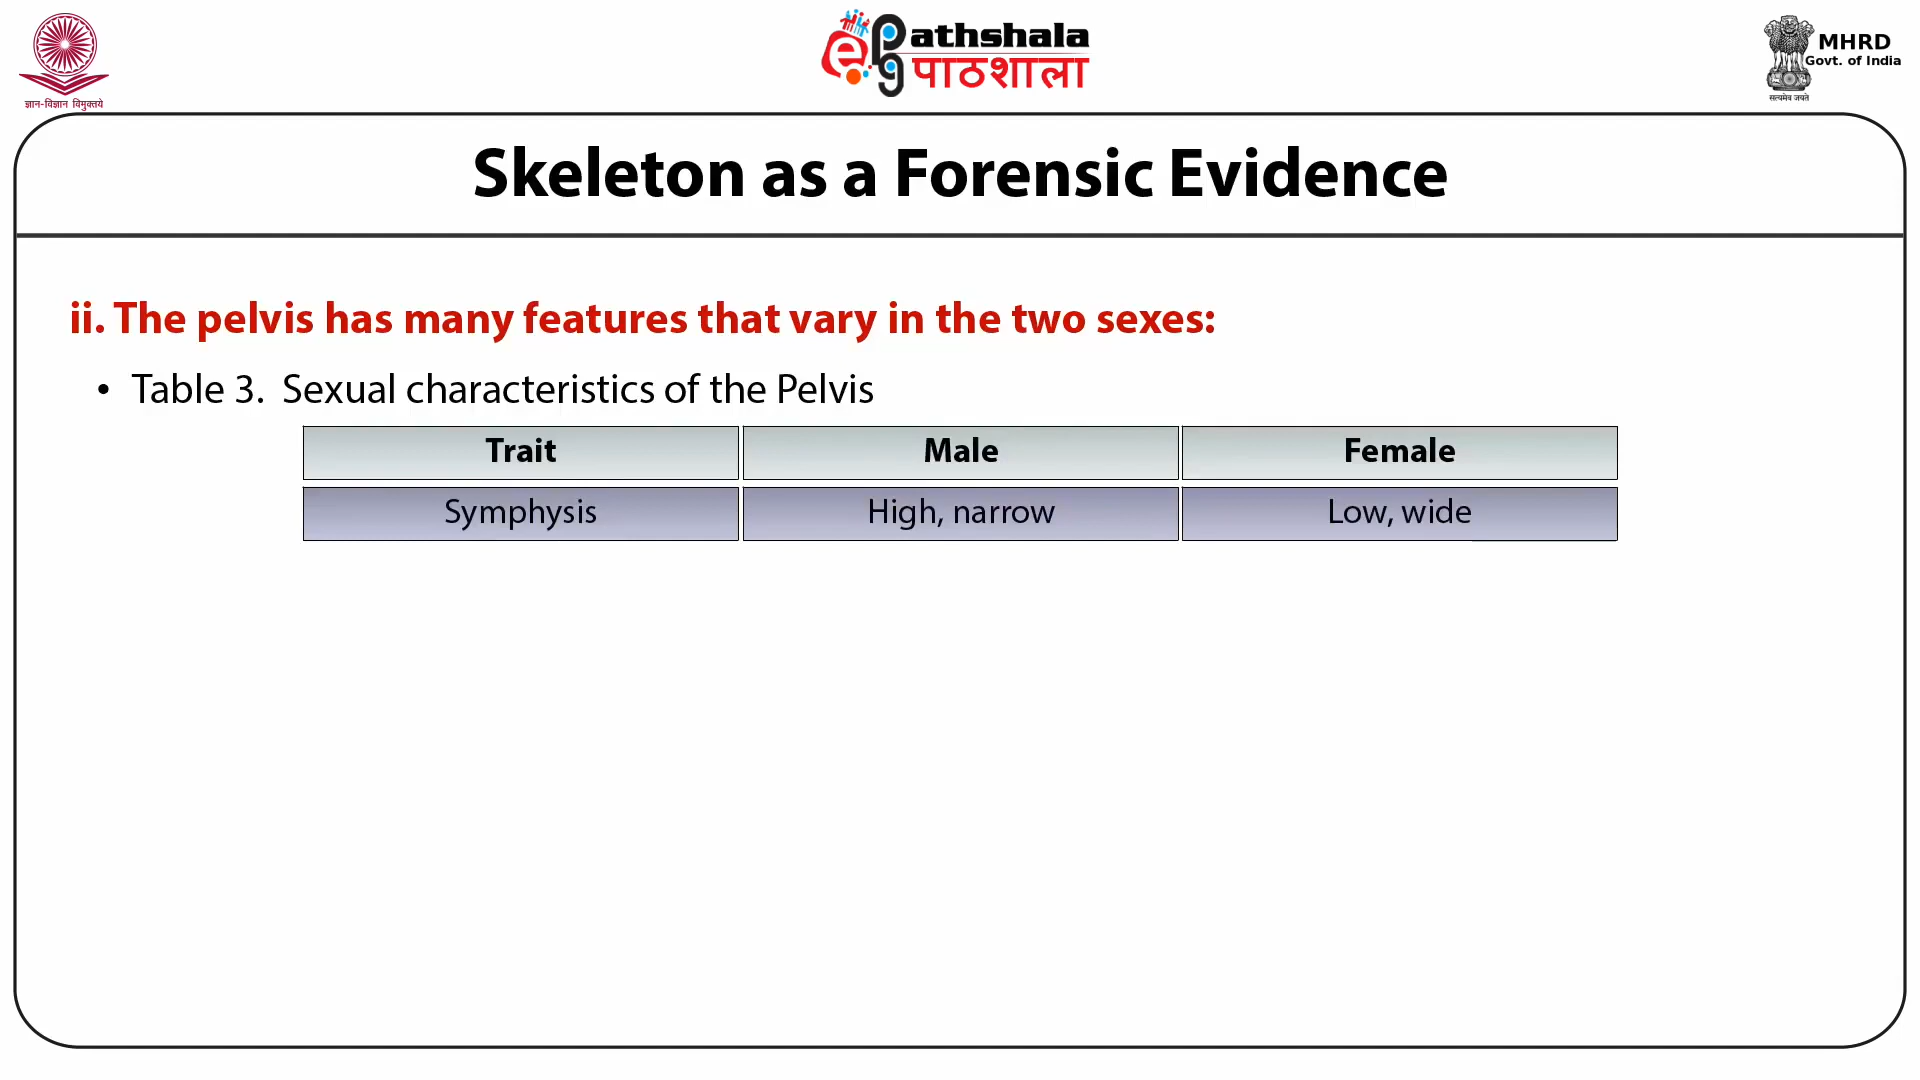 ज्ञान-विज्ञान विमुक्तये
ePathshala
पाठशाला
MHRD
Govt. of India
सत्यमेव जयते
Skeleton as a Forensic Evidence
ii. The pelvis has many features that vary in the two sexes:
• Table 3. Sexual characteristics of the Pelvis
Trait Male Female
Symphysis High, narrow Low, wide